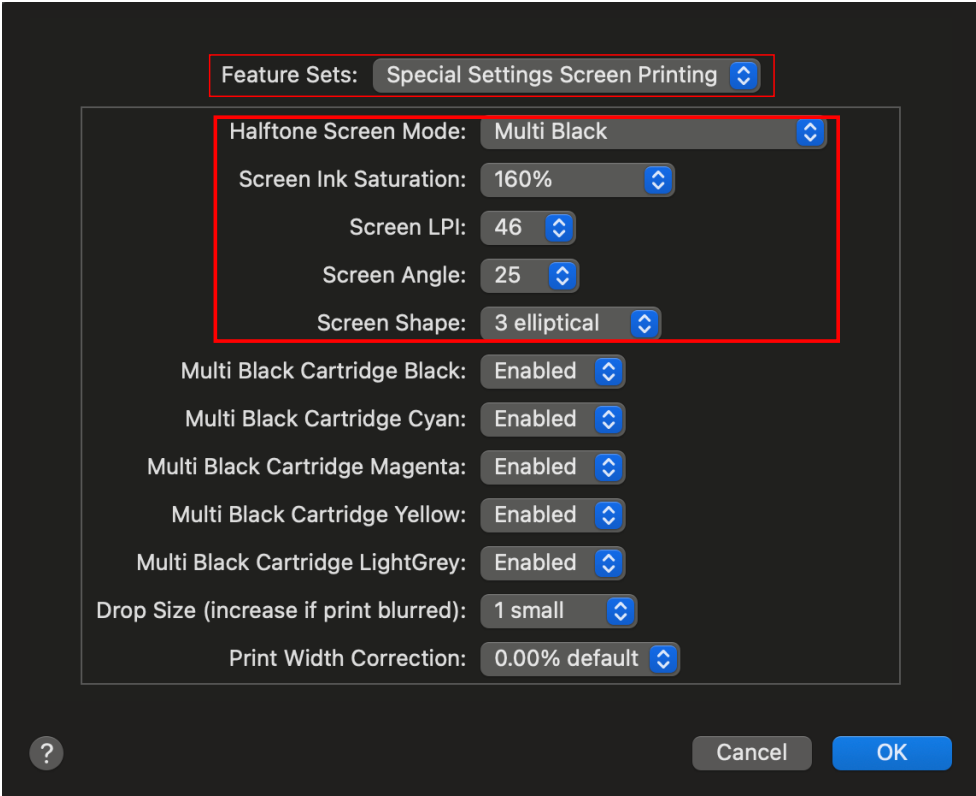 Feature Sets: Special Settings Screen Printing
Halftone Screen Mode: Multi Black
Screen Ink Saturation: 160%
Screen LPI: 46
Screen Angle: 25
Screen Shape: 3 elliptical
Multi Black Cartridge Black: Enabled
Multi Black Cartridge Cyan: Enabled
Multi Black Cartridge Magenta: Enabled
Multi Black Cartridge Yellow: Enabled
Multi Black Cartridge LightGrey: Enabled
Drop Size (increase if print blurred): 1 small
Print Width Correction: 0.00% default
? Cancel OK